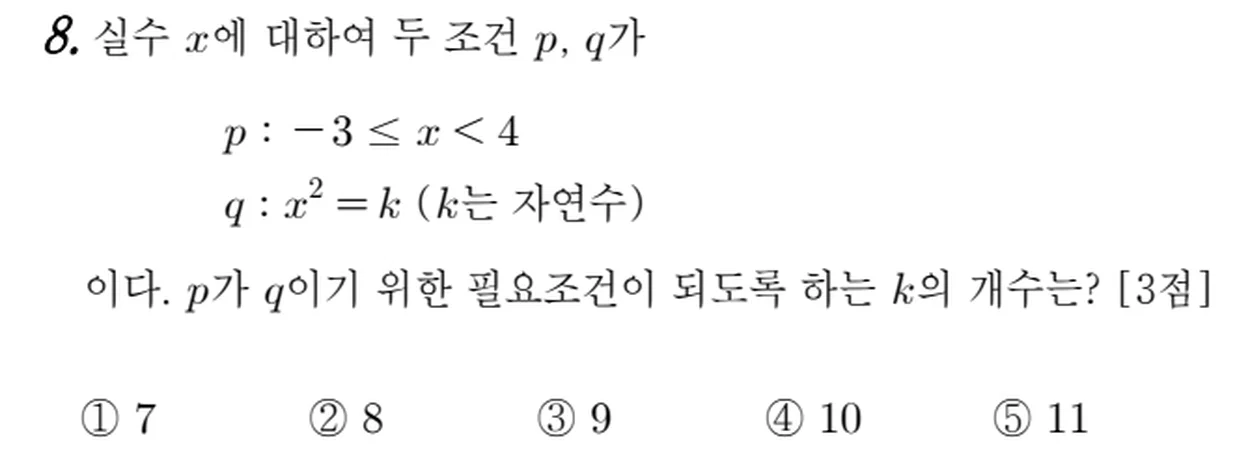 8. 실수 x에 대하여 두 조건 p, q가
p : −3 ≤ x < 4
q : x² = k (k는 자연수)
이다. p가 q이기 위한 필요조건이 되도록 하는 k의 개수는? [3점]
① 7 ② 8 ③ 9 ④ 10 ⑤ 11